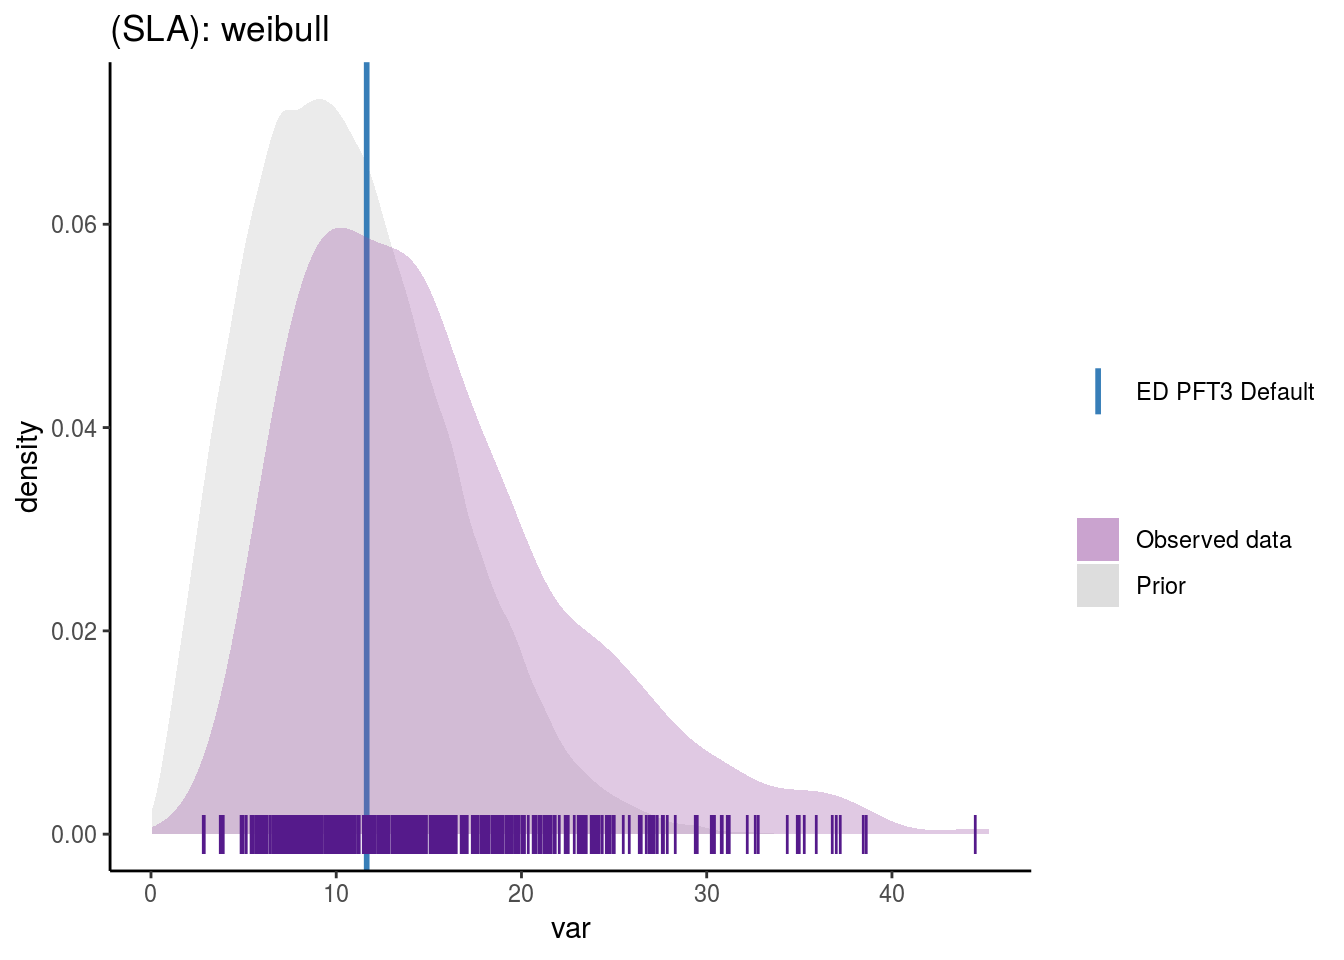 (SLA): weibull
density
0.06
0.04
0.02
0.00
0
10
20
30
40
var
ED PFT3 Default
Observed data
Prior